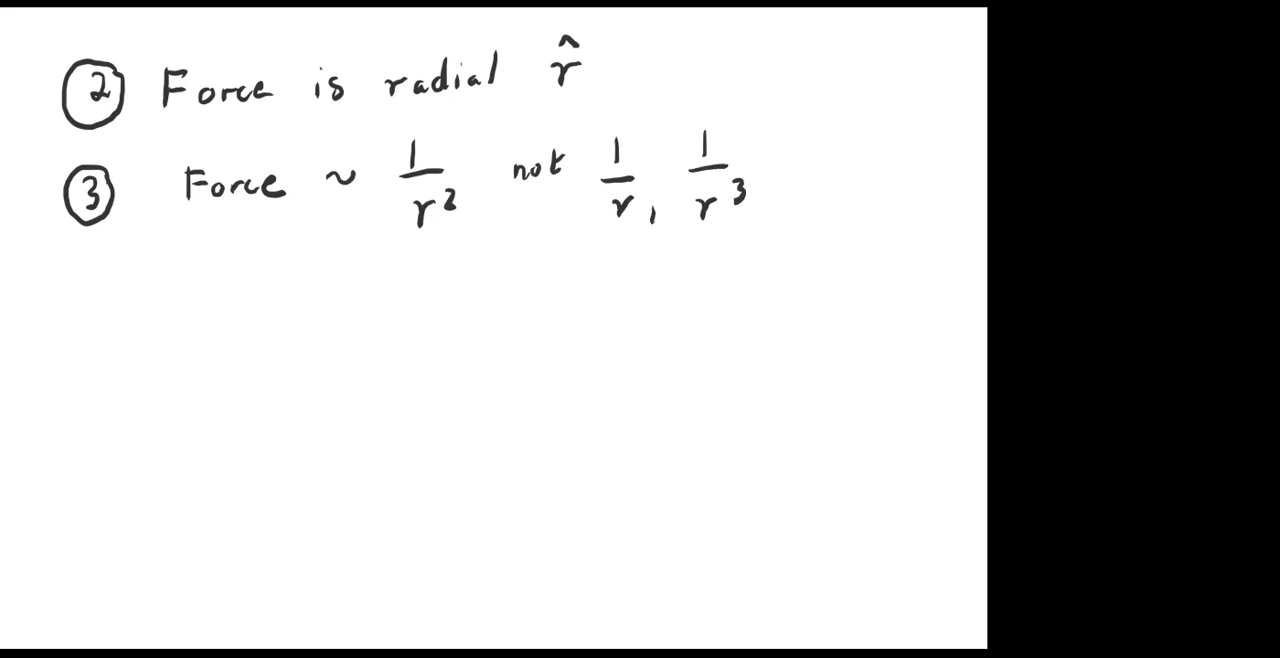 ② Force is radial r̂
③ Force ~ 1/r² not 1/r, 1/r³